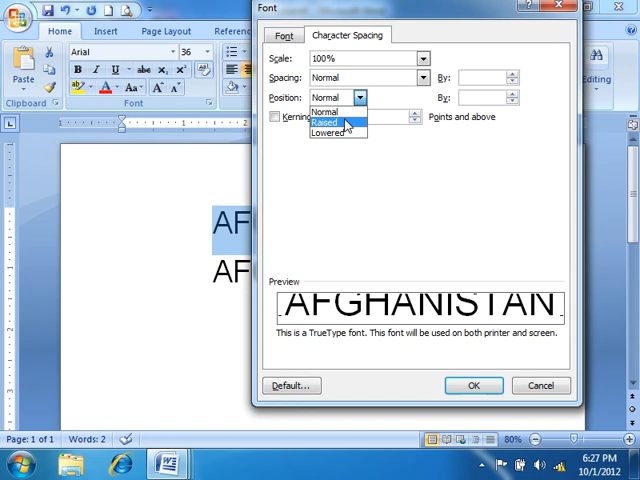 Font
Home Insert Page Layout Reference
Font Character Spacing
Paste
Arial 36
B I U
A A
Clipboard Font
Editing
Scale: 100%
Spacing: Normal By:
Position: Normal By:
Normal
Raised
Lowered
Kerning Points and above
AF
AF
Preview
AFGHANISTAN
This is a TrueType font. This font will be used on both printer and screen.
Default... OK Cancel
Page: 1 of 1 Words: 2 80%
6:27 PM
10/1/2012